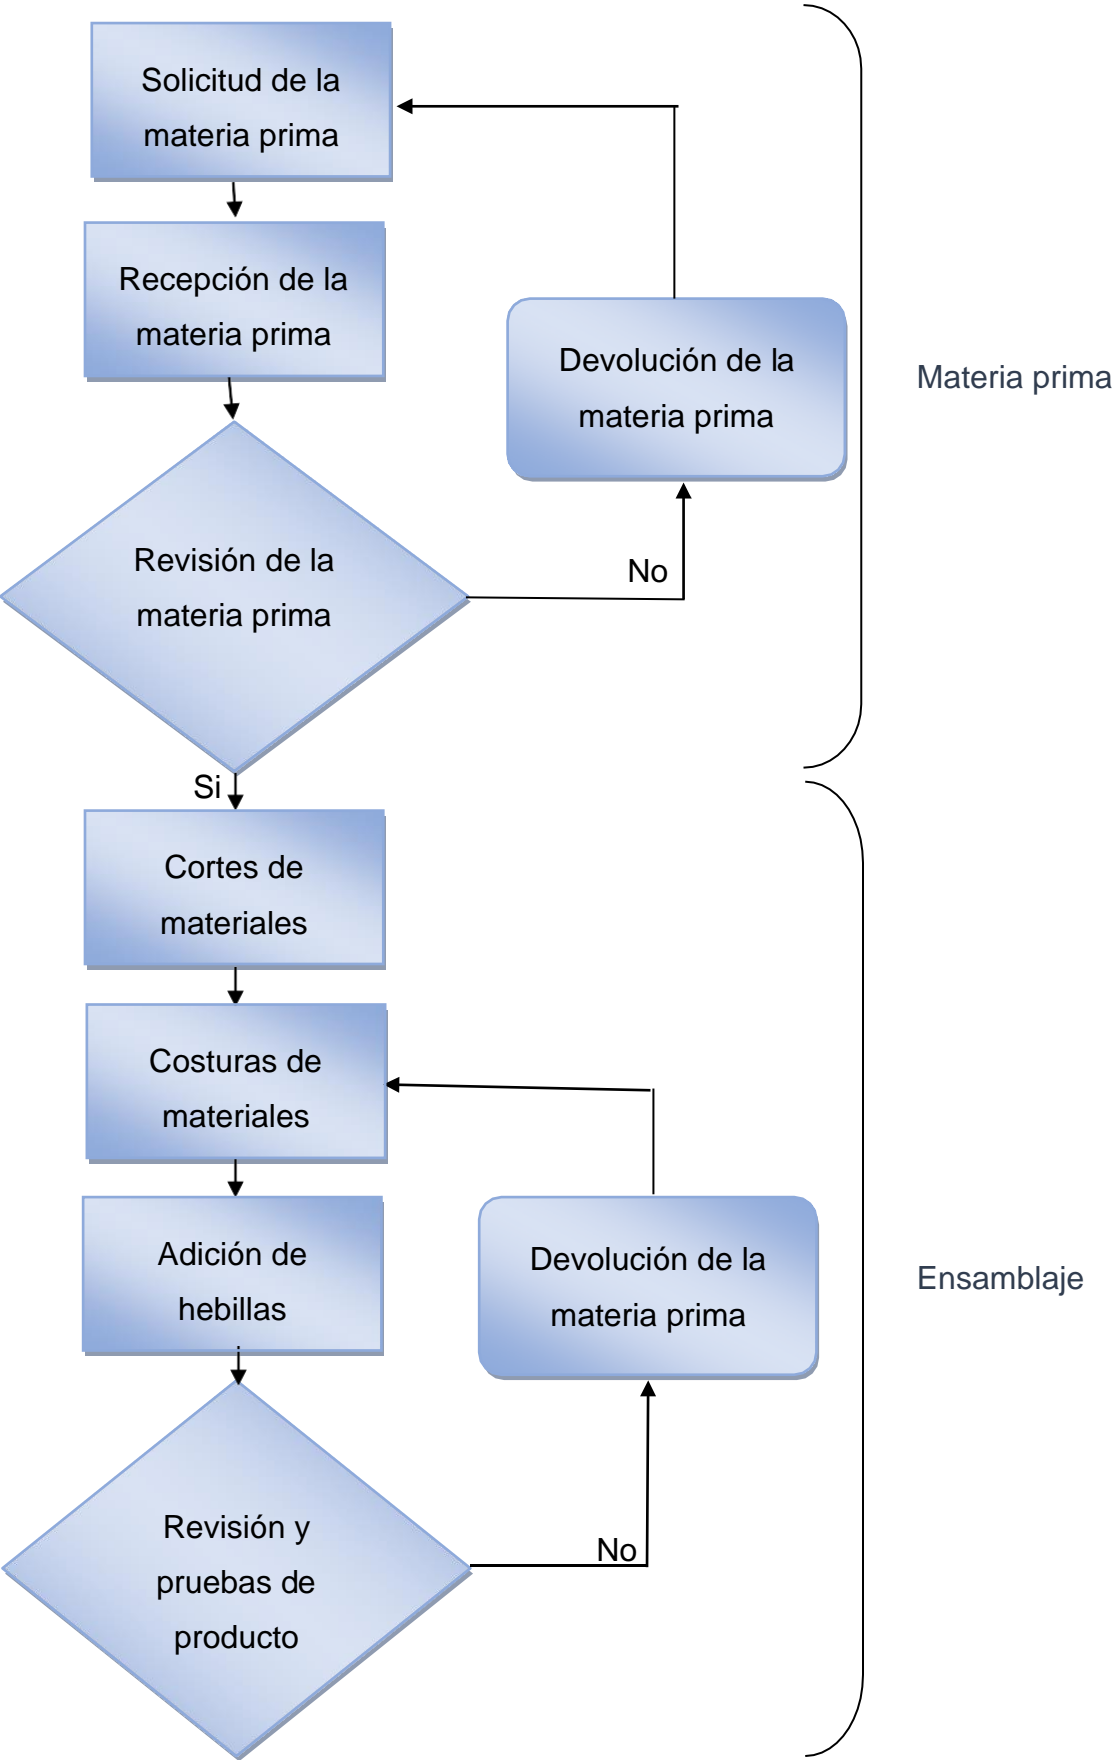 Solicitud de la
materia prima
Recepción de la
materia prima
Devolución de la
materia prima
Materia prima
Revisión de la
materia prima
No
Si
Cortes de
materiales
Costuras de
materiales
Adición de
hebillas
Devolución de la
materia prima
Ensamblaje
Revisión y
pruebas de
producto
No